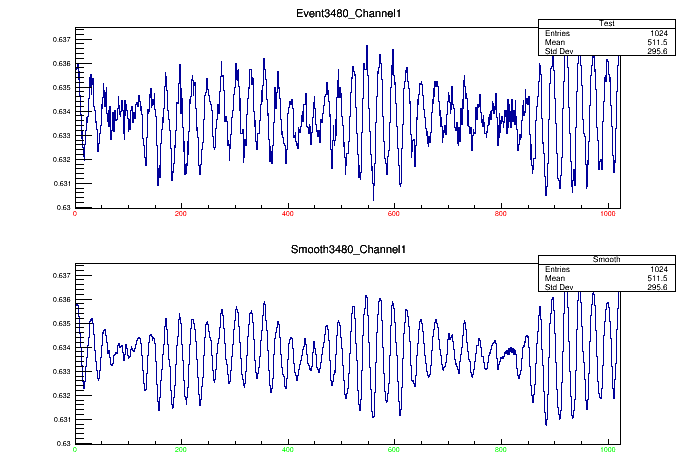 Event3480_Channel1
Test
Entries 1024
Mean 511.5
Std Dev 295.6
0.637
0.636
0.635
0.634
0.633
0.632
0.631
0.63
0 200 400 600 800 1000
Smooth3480_Channel1
Smooth
Entries 1024
Mean 511.5
Std Dev 295.6
0.637
0.636
0.635
0.634
0.633
0.632
0.631
0.63
0 200 400 600 800 1000